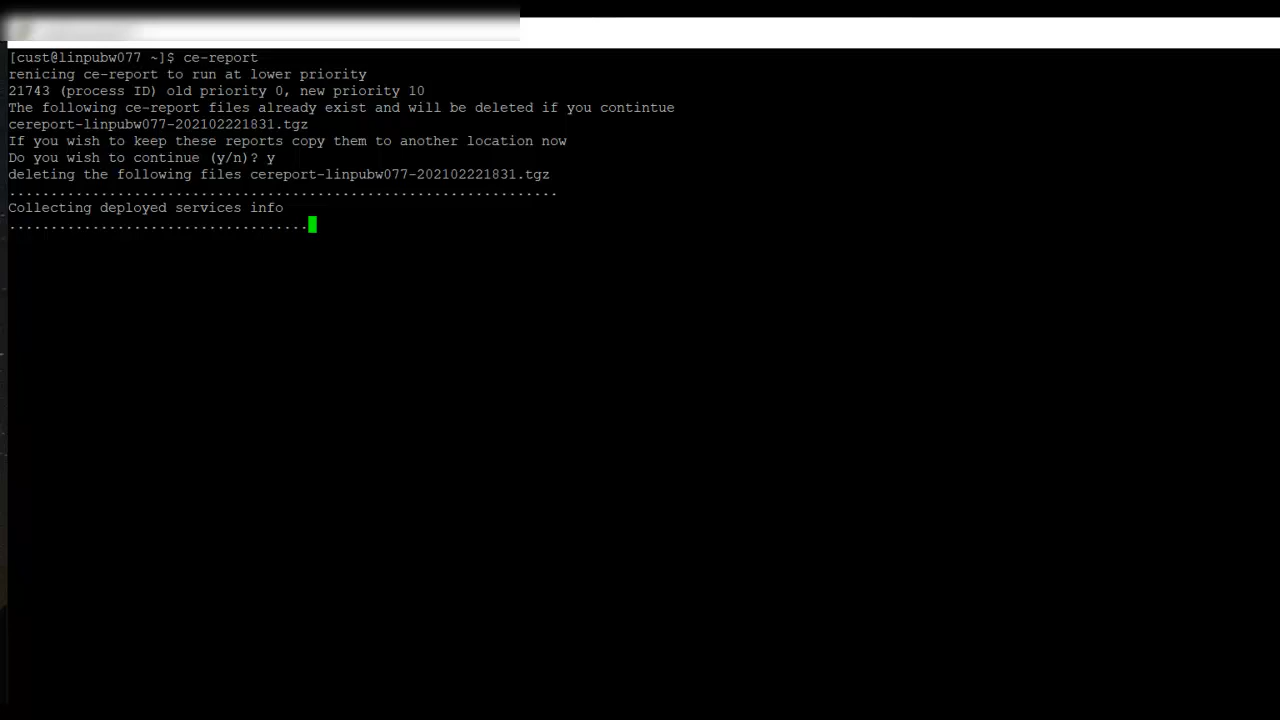 [cust@linpubw077 ~]$ ce-report
renicing ce-report to run at lower priority
21743 (process ID) old priority 0, new priority 10
The following ce-report files already exist and will be deleted if you contintue
cereport-linpubw077-202102221831.tgz
If you wish to keep these reports copy them to another location now
Do you wish to continue (y/n)? y
deleting the following files cereport-linpubw077-202102221831.tgz
..................................................................
Collecting deployed services info
....................................